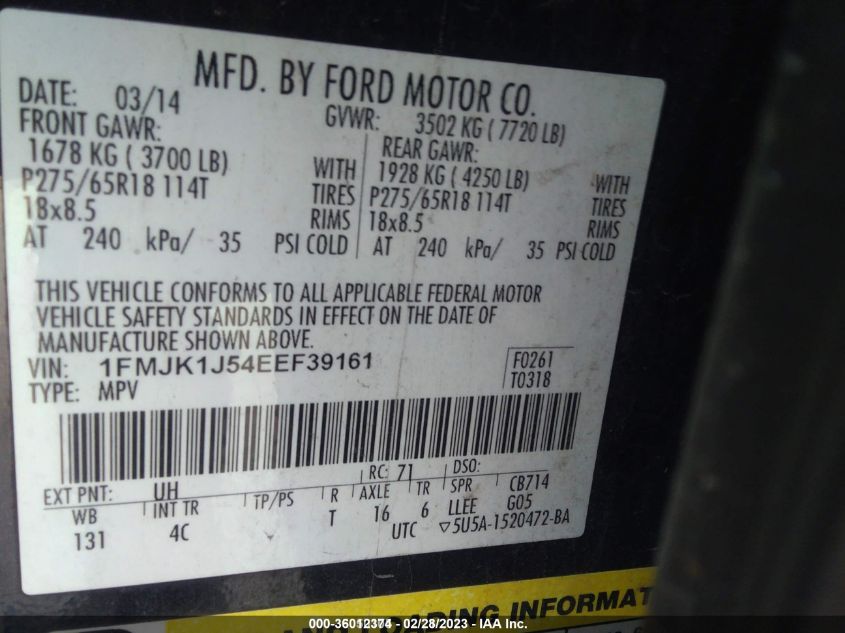 MFD. BY FORD MOTOR CO.
DATE: 03/14 GVWR: 3502 KG ( 7720 LB)
FRONT GAWR: REAR GAWR:
1678 KG ( 3700 LB) WITH 1928 KG ( 4250 LB) WITH
P275/65R18 114T TIRES P275/65R18 114T TIRES
18x8.5 RIMS 18x8.5 RIMS
AT 240 kPa/ 35 PSI COLD AT 240 kPa/ 35 PSI COLD
THIS VEHICLE CONFORMS TO ALL APPLICABLE FEDERAL MOTOR
VEHICLE SAFETY STANDARDS IN EFFECT ON THE DATE OF
MANUFACTURE SHOWN ABOVE.
VIN: 1FMJK1J54EEF39161 F0261
TYPE: MPV T0318
RC: 71 DSO:
EXT PNT: UH CB714
WB INT TR TP/PS R AXLE TR SPR G05
131 4C T 16 6 LLEE
UTC ▽5U5A-1520472-BA
AND LOADING INFORMAT
000-36012374 - 02/28/2023 - IAA Inc.